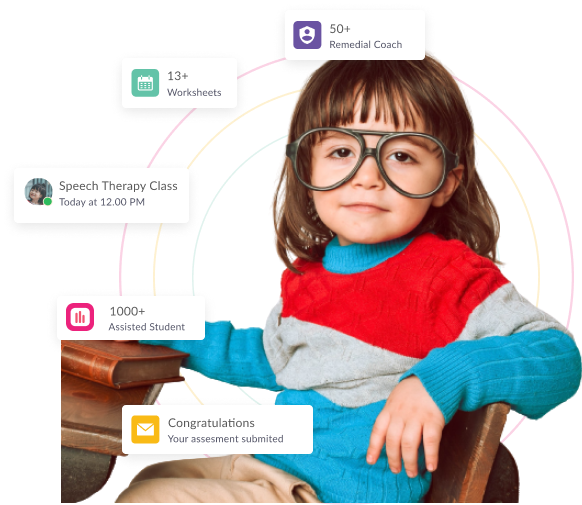 50+
Remedial Coach
13+
Worksheets
Speech Therapy Class
Today at 12.00 PM
1000+
Assisted Student
Congratulations
Your assesment submited